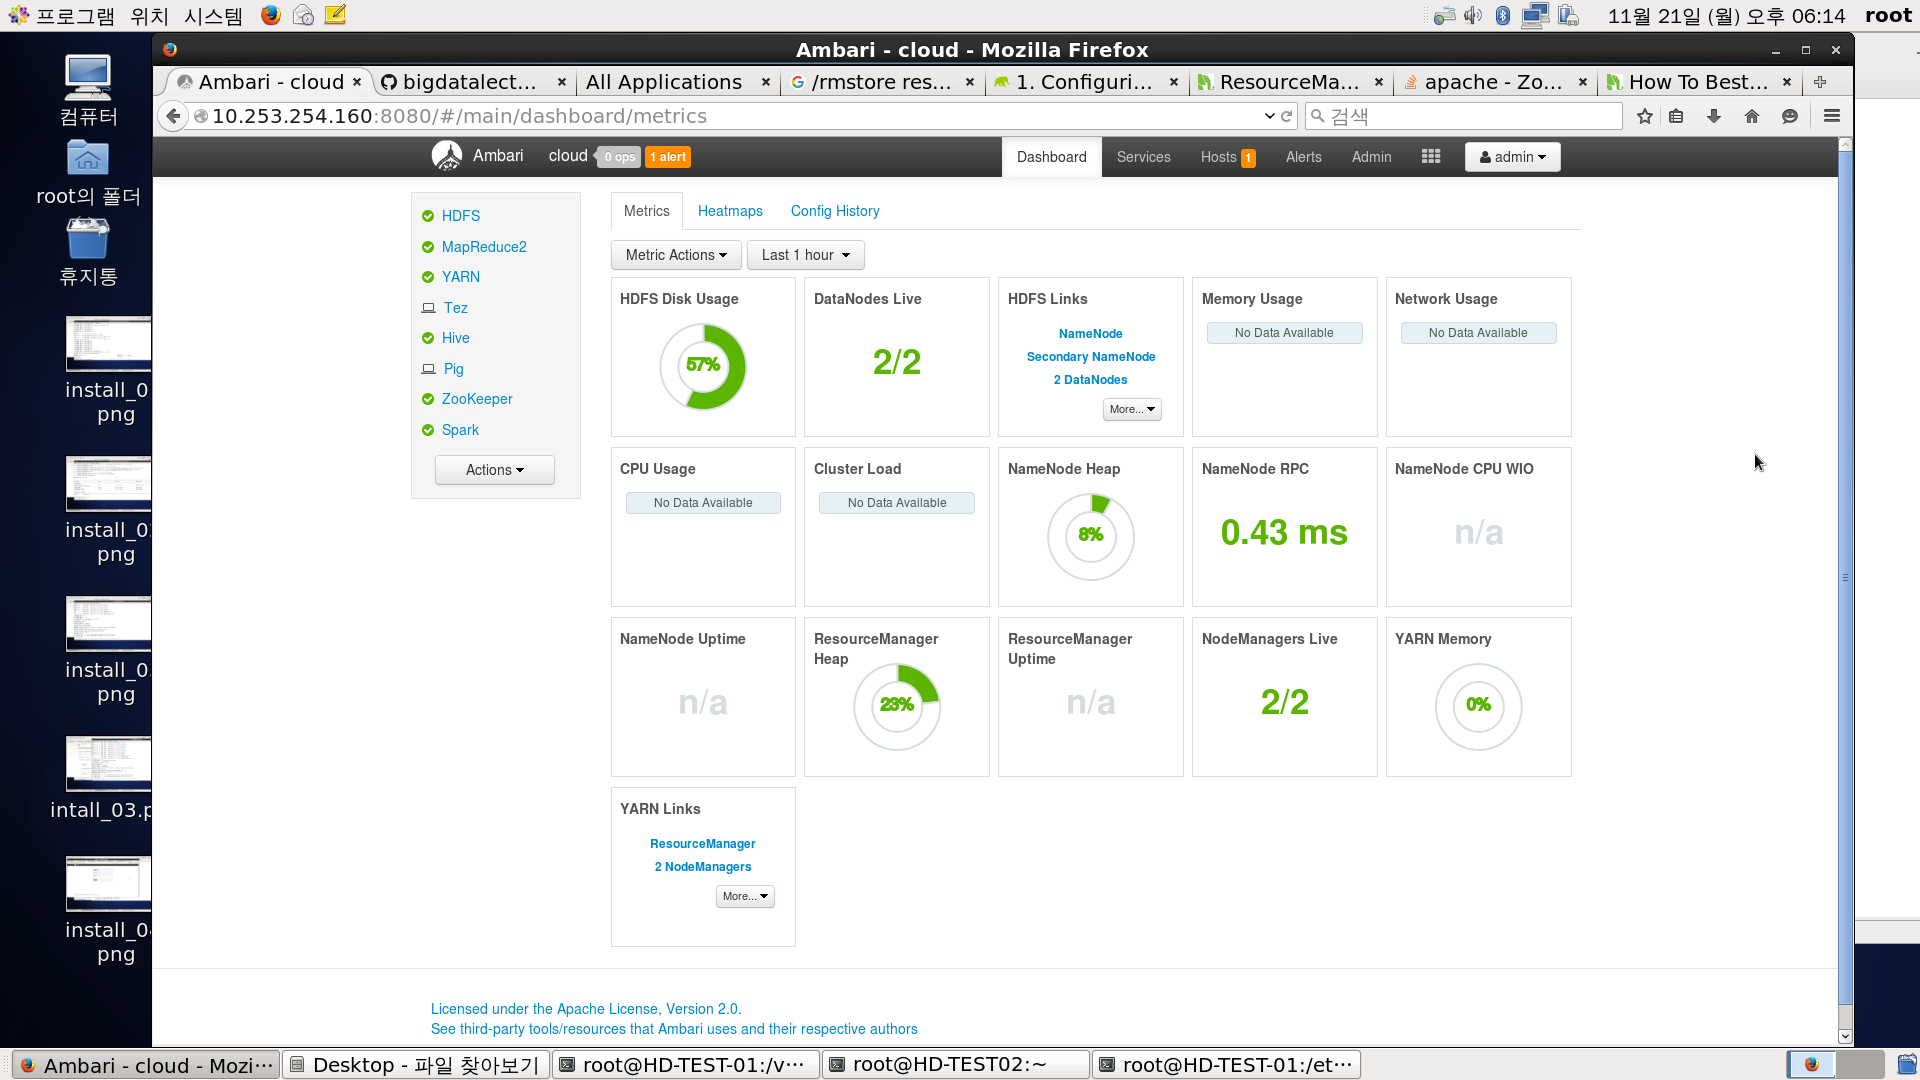 프로그램 위치 시스템
11월 21일 (월) 오후 06:14 root
컴퓨터
root의 폴더
휴지통
install_0
png
install_0
png
install_0
png
intall_03.p
install_04
png
Ambari - cloud - Mozilla Firefox
Ambari - cloud
bigdatalect...
All Applications
/rmstore res...
1. Configuri...
ResourceMa...
apache - Zo...
How To Best...
10.253.254.160:8080/#/main/dashboard/metrics
검색
Ambari cloud 0 ops 1 alert
Dashboard Services Hosts 1 Alerts Admin admin
HDFS
MapReduce2
YARN
Tez
Hive
Pig
ZooKeeper
Spark
Actions
Metrics Heatmaps Config History
Metric Actions Last 1 hour
HDFS Disk Usage
57%
DataNodes Live
2/2
HDFS Links
NameNode
Secondary NameNode
2 DataNodes
More...
Memory Usage
No Data Available
Network Usage
No Data Available
CPU Usage
No Data Available
Cluster Load
No Data Available
NameNode Heap
8%
NameNode RPC
0.43 ms
NameNode CPU WIO
n/a
NameNode Uptime
n/a
ResourceManager
Heap
23%
ResourceManager
Uptime
n/a
NodeManagers Live
2/2
YARN Memory
0%
YARN Links
ResourceManager
2 NodeManagers
More...
Licensed under the Apache License, Version 2.0.
See third-party tools/resources that Ambari uses and their respective authors
Ambari - cloud - Mozi···
Desktop - 파일 찾아보기
root@HD-TEST-01:/v···
root@HD-TEST02:~
root@HD-TEST-01:/et···